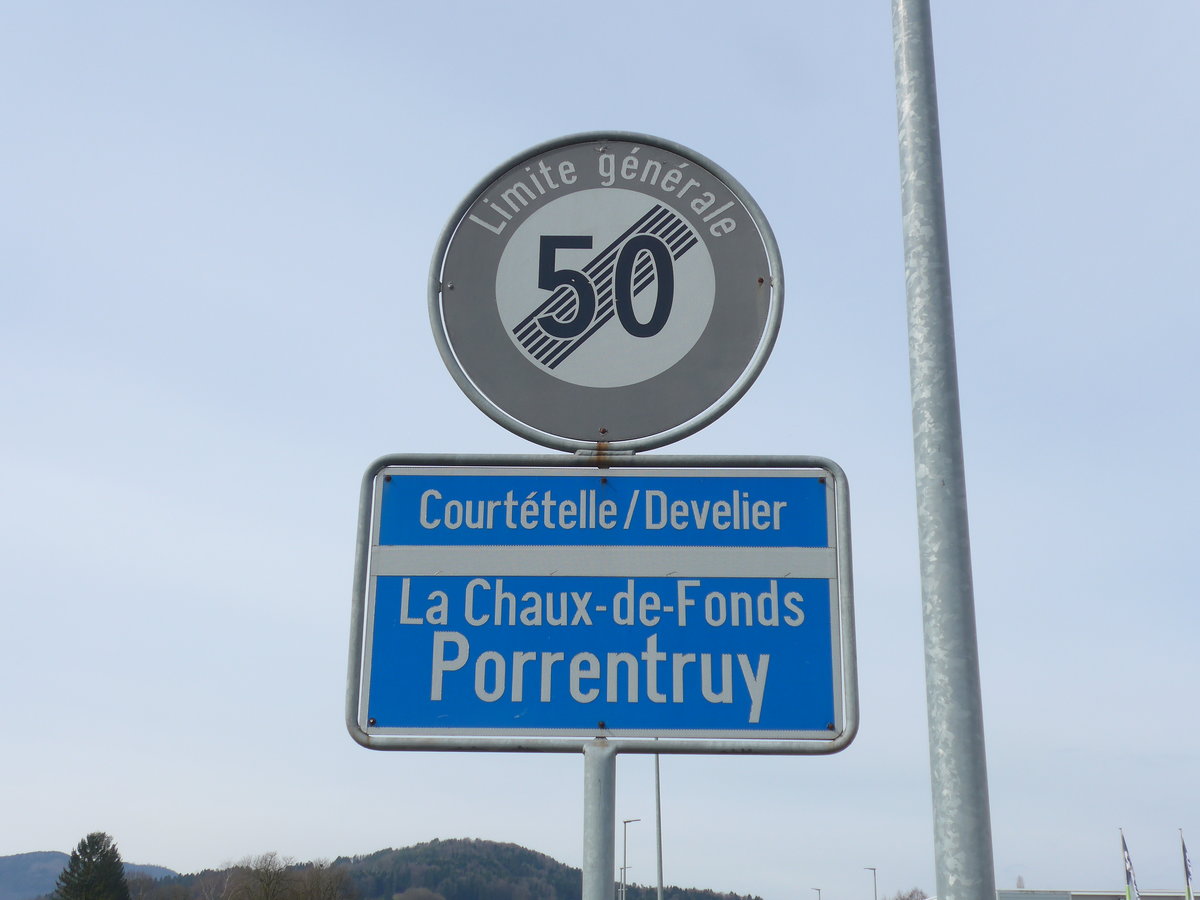 Limite générale
50
Courtételle/Develier
La Chaux-de-Fonds
Porrentruy